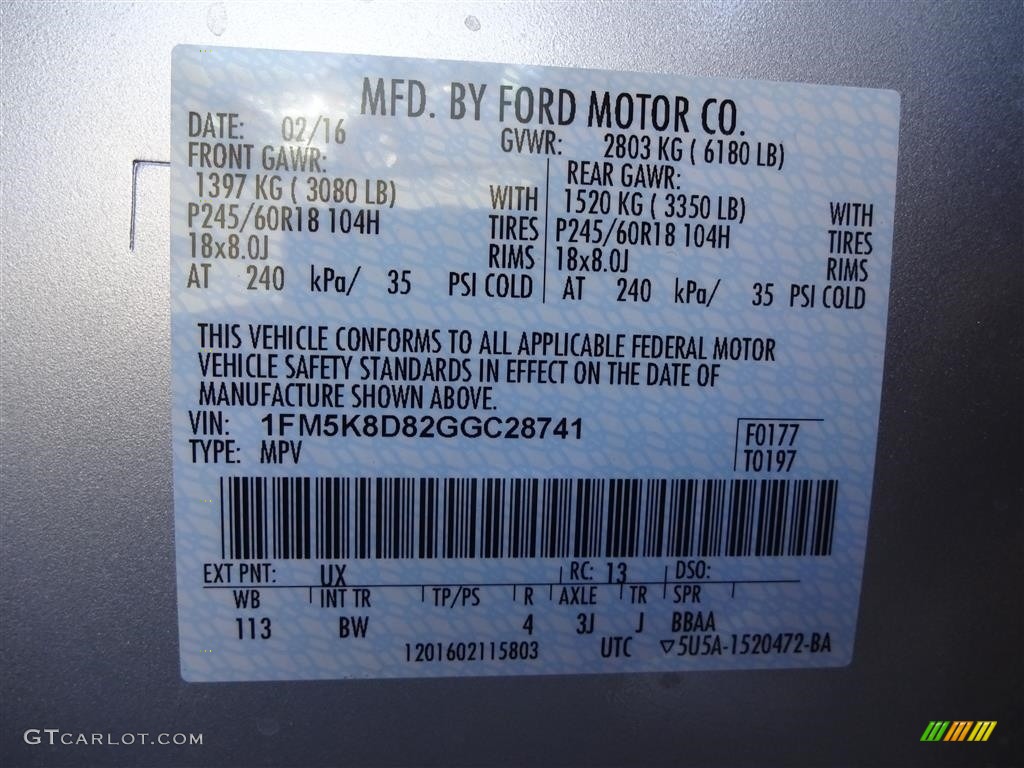 MFD. BY FORD MOTOR CO.
DATE: 02/16 GVWR: 2803 KG ( 6180 LB)
FRONT GAWR: REAR GAWR:
1397 KG ( 3080 LB) WITH 1520 KG ( 3350 LB) WITH
P245/60R18 104H TIRES P245/60R18 104H TIRES
18x8.0J RIMS 18x8.0J RIMS
AT 240 kPa/ 35 PSI COLD AT 240 kPa/ 35 PSI COLD
THIS VEHICLE CONFORMS TO ALL APPLICABLE FEDERAL MOTOR
VEHICLE SAFETY STANDARDS IN EFFECT ON THE DATE OF
MANUFACTURE SHOWN ABOVE.
VIN: 1FM5K8D82GGC28741 F0177
TYPE: MPV T0197
EXT PNT: UX RC: 13 DSO:
WB INT TR TP/PS R AXLE TR SPR
113 BW 4 3J J BBAA
1201602115803 UTC ▽5U5A-1520472-BA
GTCARLOT.COM